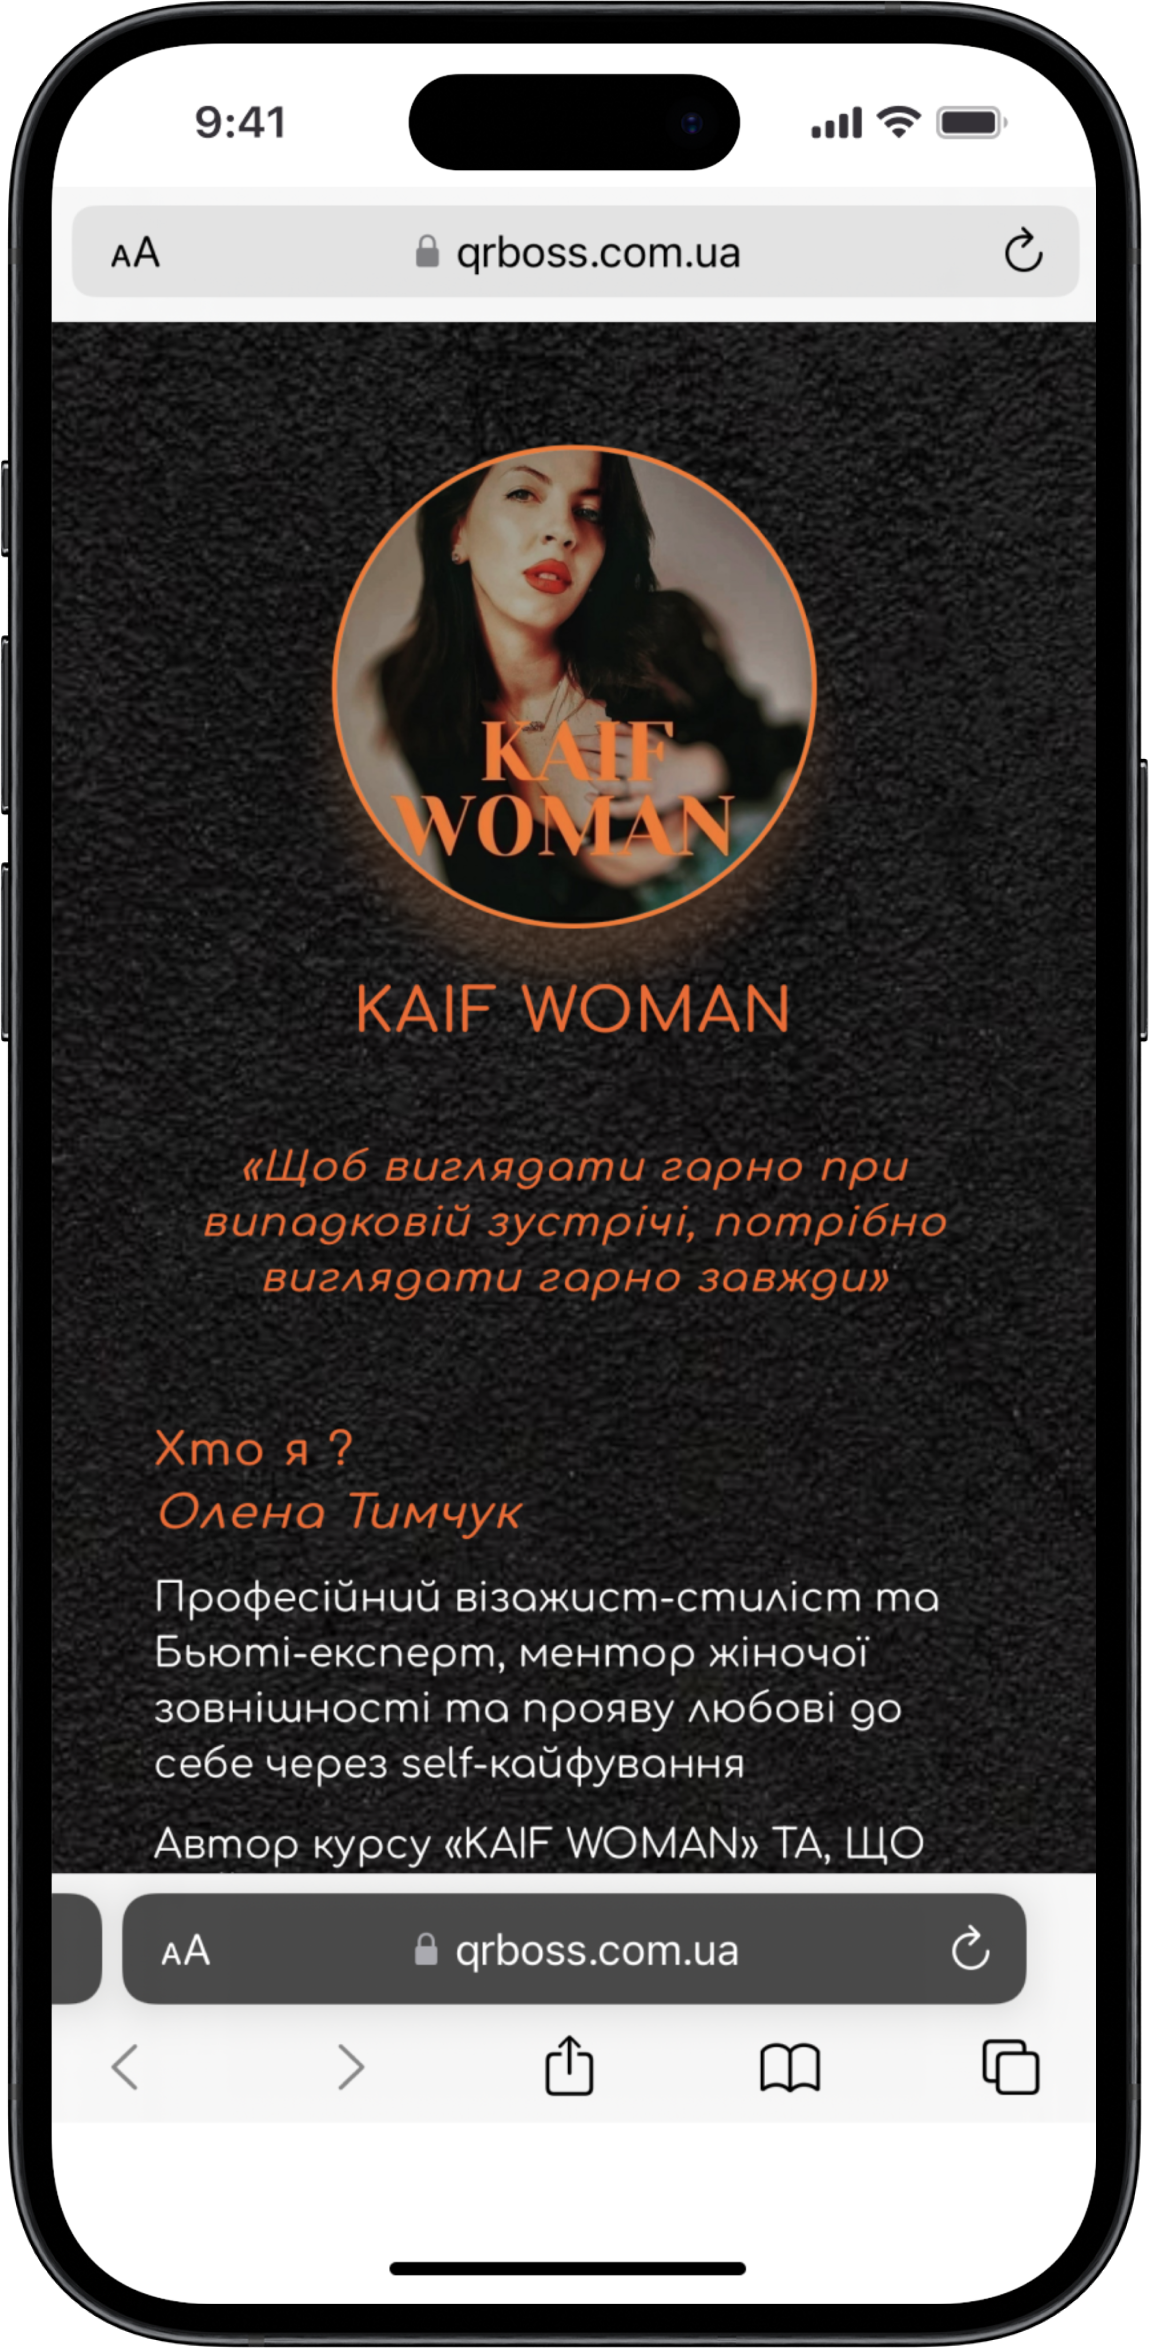 9:41
AA qrboss.com.ua
KAIF
WOMAN
KAIF WOMAN
«Щоб виглядати гарно при
випадковій зустрічі, потрібно
виглядати гарно завжди»
Хто я ?
Олена Тимчук
Професійний візажист-стиліст та
Бьюті-експерт, ментор жіночої
зовнішності та прояву любові до
себе через self-кайфування
Автор курсу «KAIF WOMAN» ТА, ЩО
AA qrboss.com.ua